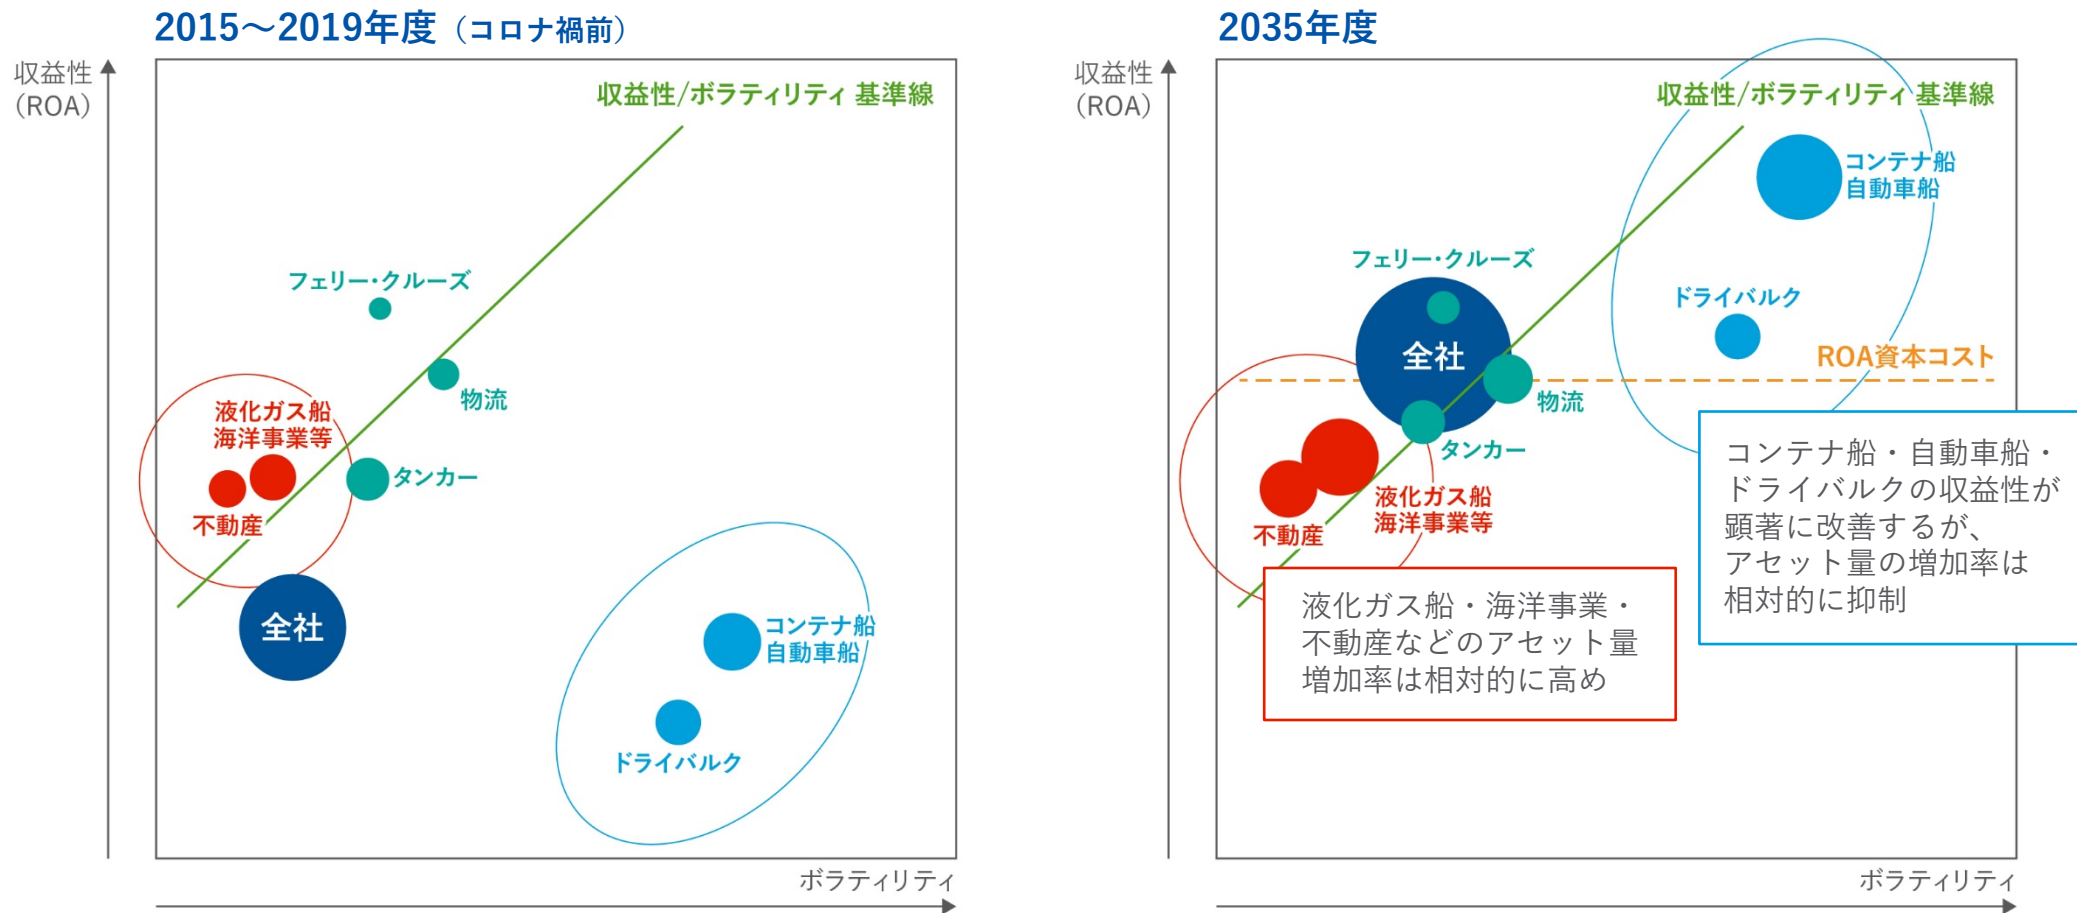 2015～2019年度（コロナ禍前）
収益性
（ROA）
収益性/ボラティリティ 基準線
フェリー・クルーズ
物流
液化ガス船
海洋事業等
タンカー
不動産
全社
コンテナ船
自動車船
ドライバルク
ボラティリティ
2035年度
収益性
（ROA）
収益性/ボラティリティ 基準線
コンテナ船
自動車船
フェリー・クルーズ
ドライバルク
全社
ROA資本コスト
物流
タンカー
液化ガス船
海洋事業等
不動産
コンテナ船・自動車船・
ドライバルクの収益性が
顕著に改善するが、
アセット量の増加率は
相対的に抑制
液化ガス船・海洋事業・
不動産などのアセット量
増加率は相対的に高め
ボラティリティ